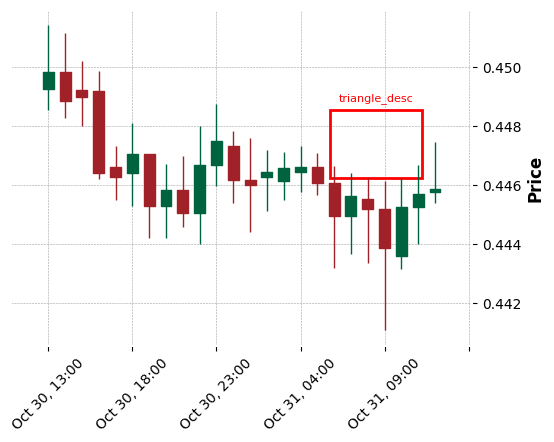 triangle_desc
0.450
0.448
0.446
0.444
0.442
Price
Oct 30, 13:00
Oct 30, 18:00
Oct 30, 23:00
Oct 31, 04:00
Oct 31, 09:00